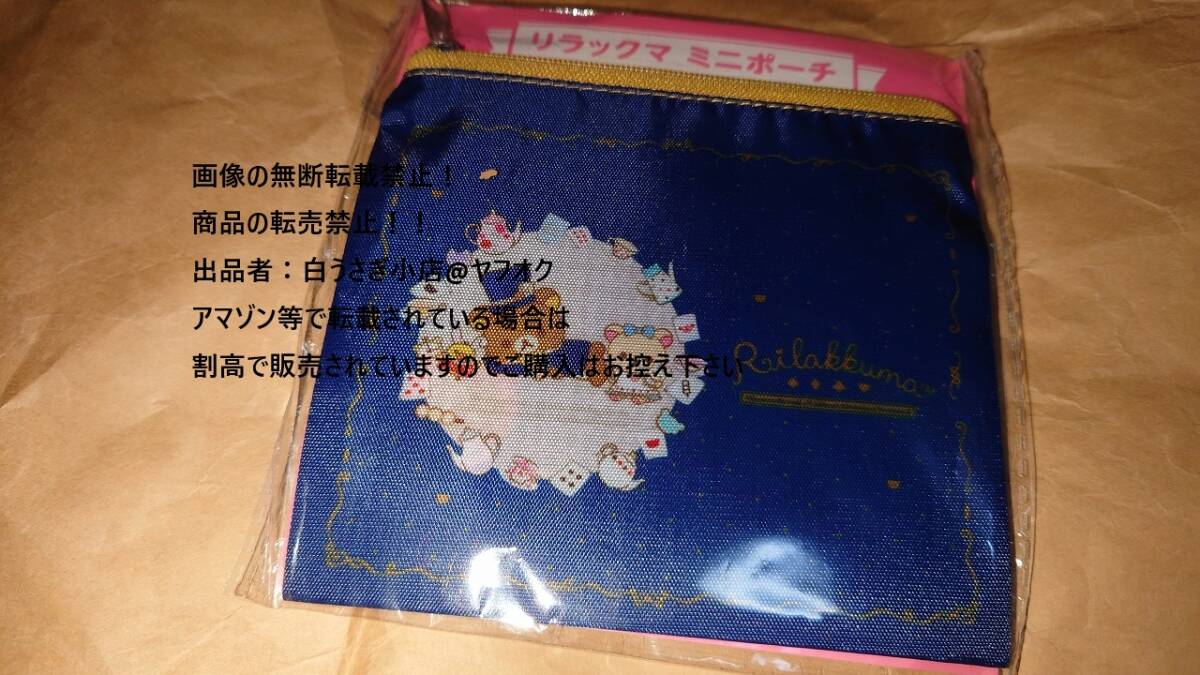 リラックマ ミニポーチ
画像の無断転載禁止!
商品の転売禁止!!
出品者：白うさぎ小店@ヤフオク
アマゾン等で転載されている場合は
割高で販売されていますのでご購入はお控え下さい
Rilakkuma